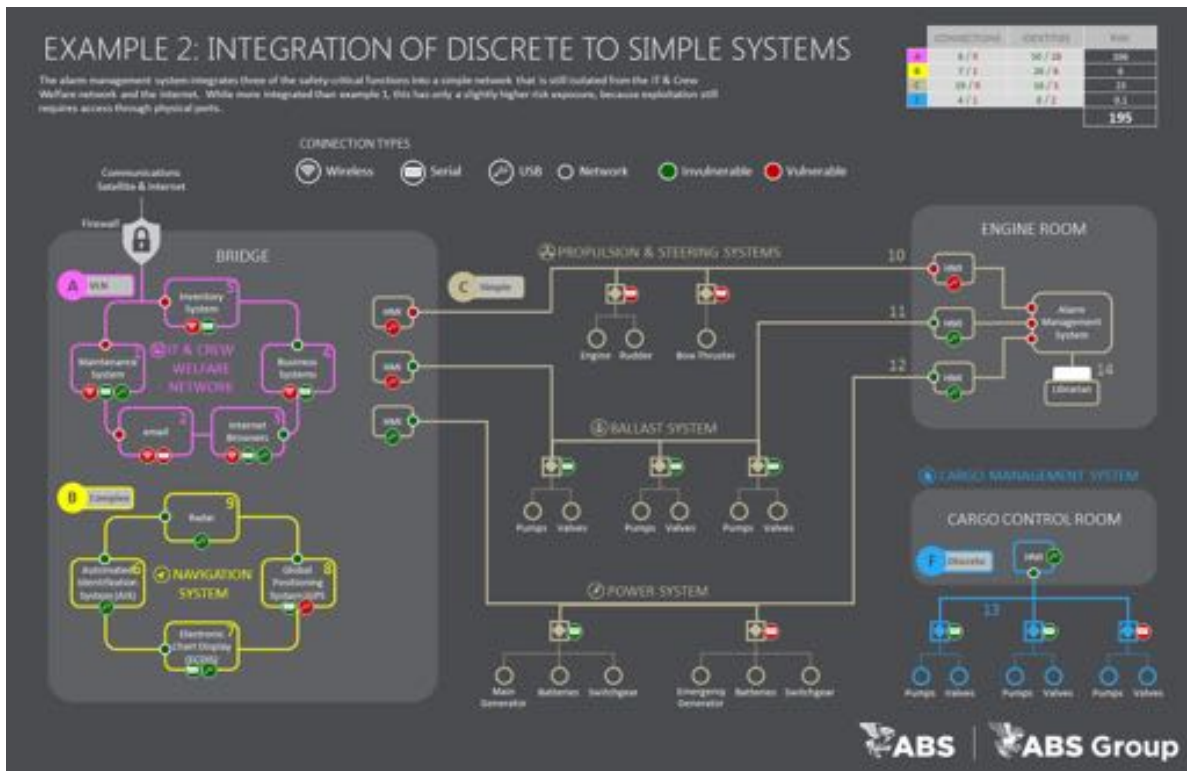 EXAMPLE 2: INTEGRATION OF DISCRETE TO SIMPLE SYSTEMS
The alarm management system integrates three of the safety critical functions on a simple network that is still isolated from the IT & Crew
Welfare network and the internet. While more integrated than example 1, this has only a slightly higher risk exposure, because exploitation still
requires access through physical ports.
CONNECTIONS IDENTITIES RISK
A
B
C
195
CONNECTION TYPES
Wireless Serial USB Network Invulnerable Vulnerable
Communications
Satellite & Internet
Firewall
BRIDGE
A VLN
Inventory
System
5
Maintenance
System
IT & CREW
WELFARE
NETWORK
Business
Systems
4
email
2
Internet
Browsers
HMI
HMI
HMI
B Complex
Radar
9
Automated
Identification
System (AIS)
6
NAVIGATION
SYSTEM
Global
Positioning
System (GPS)
8
Electronic
Chart Display
(ECDIS)
7
C Simple
PROPULSION & STEERING SYSTEMS
10
Engine Rudder Bow Thruster
11
12
BALLAST SYSTEM
Pumps Valves Pumps Valves Pumps Valves
POWER SYSTEM
Main
Generator
Batteries Switchgear
Emergency
Generator
Batteries Switchgear
ENGINE ROOM
HMI
HMI
HMI
Alarm
Management
System
14
Librarian
CARGO MANAGEMENT SYSTEM
CARGO CONTROL ROOM
F Discrete
HMI
13
Pumps Valves Pumps Valves Pumps Valves
ABS ABS Group